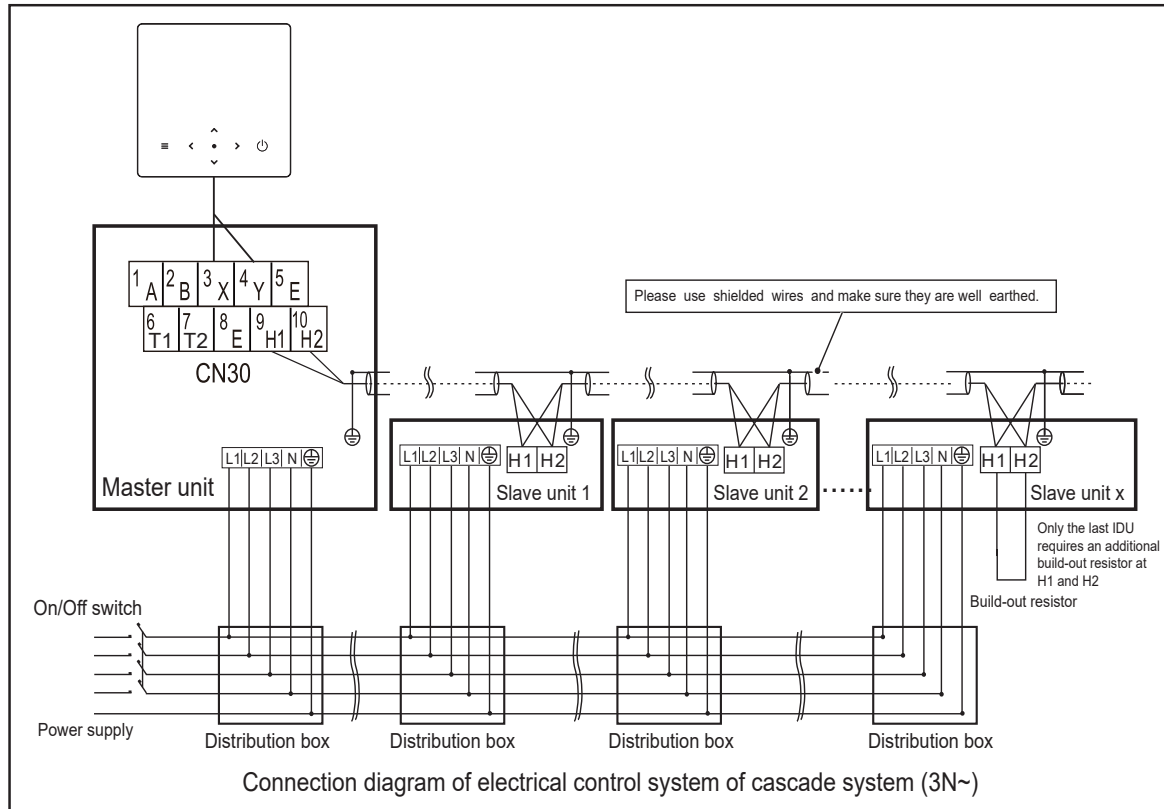 1 A 2 B 3 X 4 Y 5 E
6 T1 7 T2 8 E 9 H1 10 H2
CN30
Please use shielded wires and make sure they are well earthed.
L1 L2 L3 N
Master unit
L1 L2 L3 N
H1 H2
Slave unit 1
L1 L2 L3 N
H1 H2
Slave unit 2
......
L1 L2 L3 N
H1 H2
Slave unit x
Only the last IDU
requires an additional
build-out resistor at
H1 and H2
Build-out resistor
On/Off switch
Power supply
Distribution box
Distribution box
Distribution box
Distribution box
Connection diagram of electrical control system of cascade system (3N~)